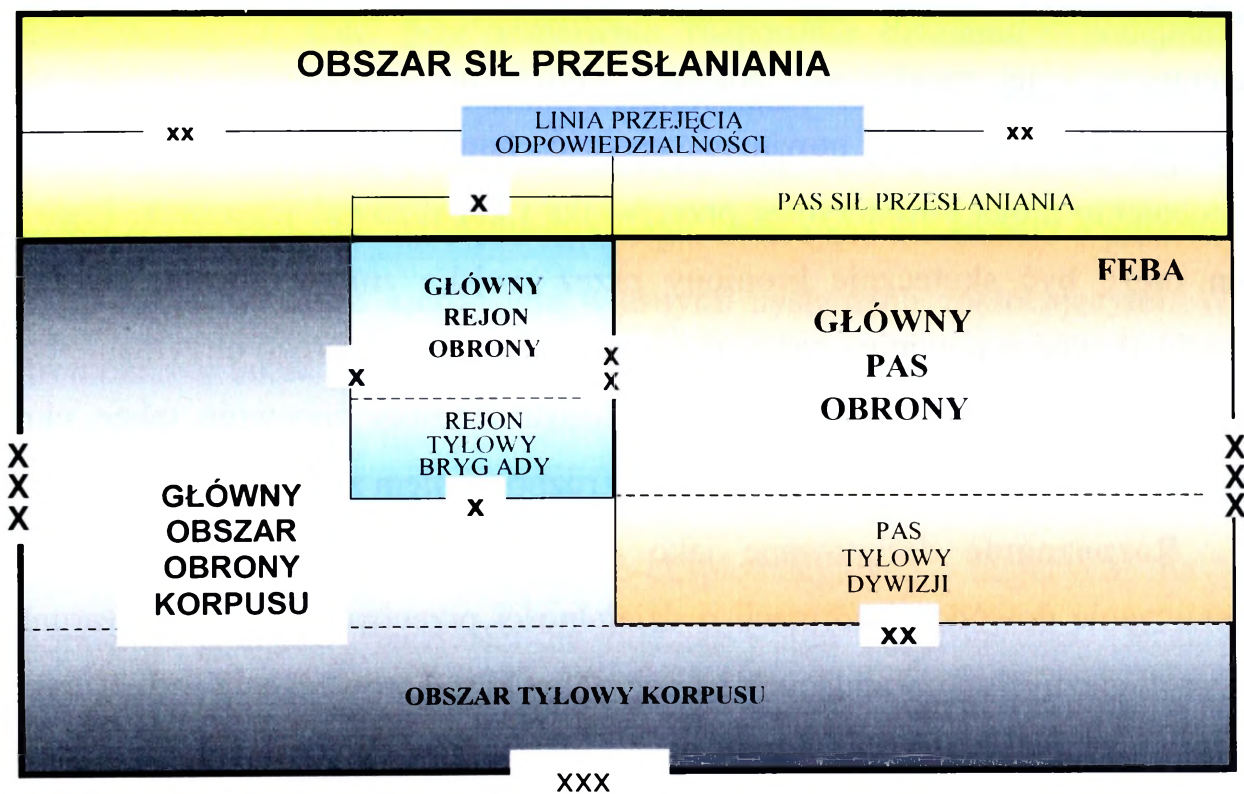 OBSZAR SIŁ PRZESŁANIANIA
xx
LINIA PRZEJĘCIA
ODPOWIEDZIALNOŚCI
xx
x
PAS SIŁ PRZESŁANIANIA
FEBA
GŁÓWNY
REJON
OBRONY
GŁÓWNY
PAS
OBRONY
x
X
X
REJON
TYŁOWY
BRYG ADY
x
X
X
X
X
X
X
GŁÓWNY
OBSZAR
OBRONY
KORPUSU
PAS
TYŁOWY
DYWIZJI
xx
OBSZAR TYŁOWY KORPUSU
XXX